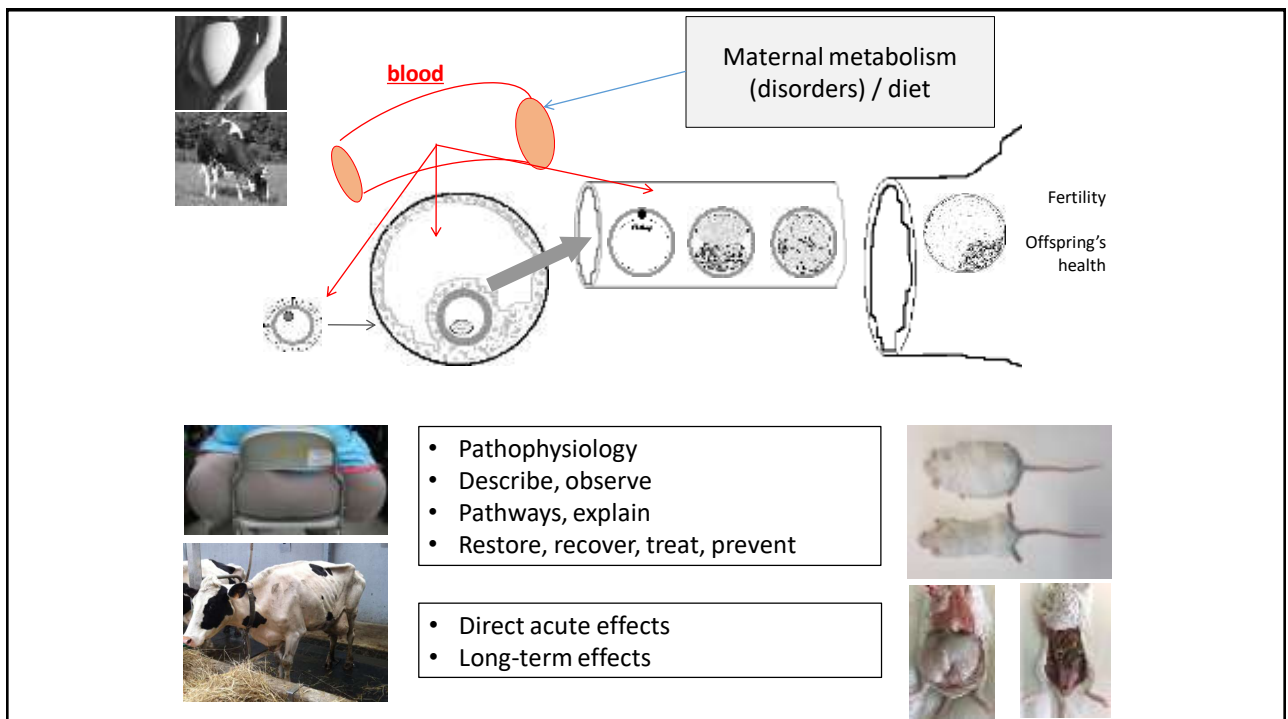 blood
Maternal metabolism
(disorders) / diet
Fertility
Offspring’s
health
• Pathophysiology
• Describe, observe
• Pathways, explain
• Restore, recover, treat, prevent
• Direct acute effects
• Long-term effects